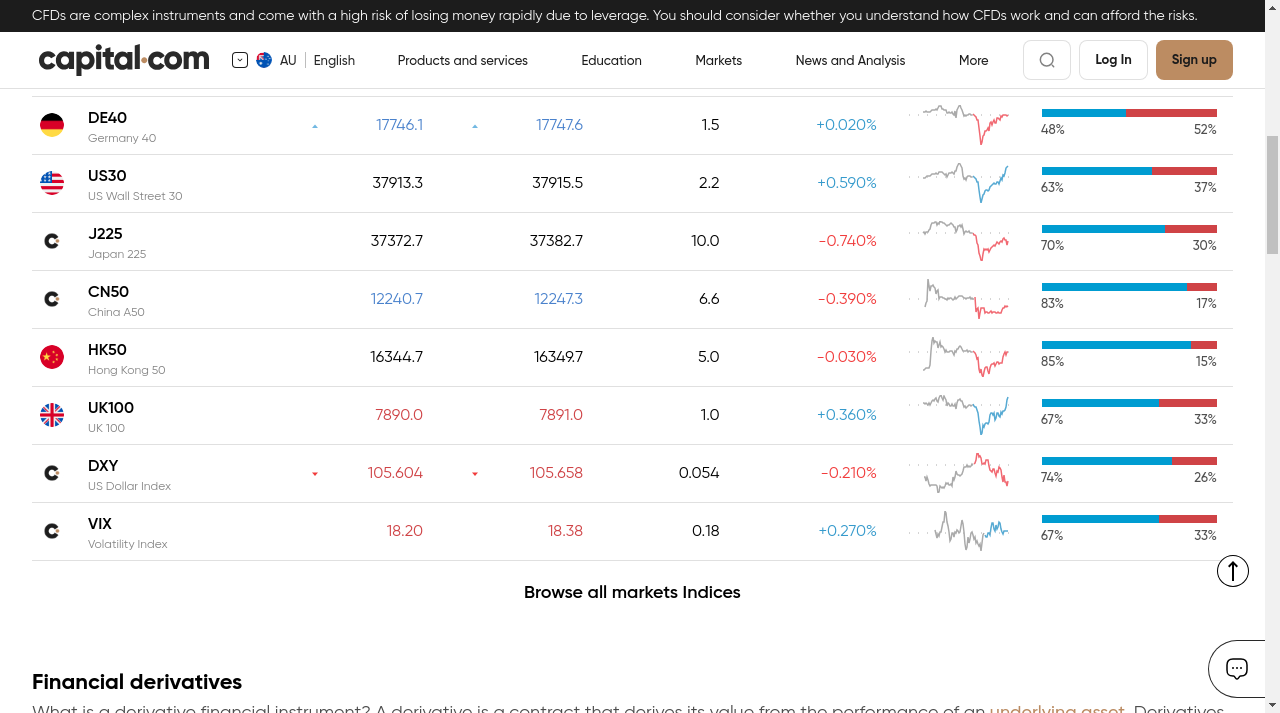 CFDs are complex instruments and come with a high risk of losing money rapidly due to leverage. You should consider whether you understand how CFDs work and can afford the risks.
capital.com AU English Products and services Education Markets News and Analysis More Log In Sign up
DE40 17746.1 17747.6 1.5 +0.020%
Germany 40 48% 52%
US30 37913.3 37915.5 2.2 +0.590%
US Wall Street 30 63% 37%
J225 37372.7 37382.7 10.0 -0.740%
Japan 225 70% 30%
CN50 12240.7 12247.3 6.6 -0.390%
China A50 83% 17%
HK50 16344.7 16349.7 5.0 -0.030%
Hong Kong 50 85% 15%
UK100 7890.0 7891.0 1.0 +0.360%
UK 100 67% 33%
DXY 105.604 105.658 0.054 -0.210%
US Dollar Index 74% 26%
VIX 18.20 18.38 0.18 +0.270%
Volatility Index 67% 33%
Browse all markets Indices
Financial derivatives
What is a derivative financial instrument? A derivative is a contract that derives its value from the performance of an underlying asset. Derivatives